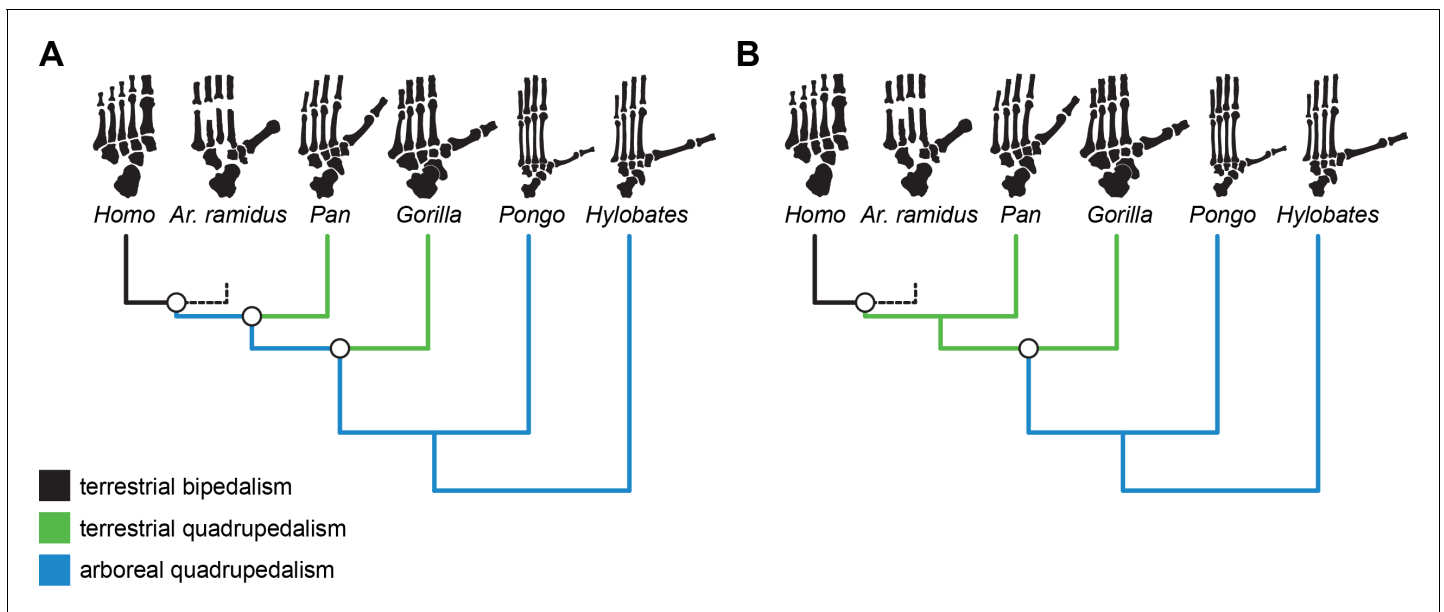 A
B
Homo Ar. ramidus Pan Gorilla Pongo Hylobates
Homo Ar. ramidus Pan Gorilla Pongo Hylobates
terrestrial bipedalism
terrestrial quadrupedalism
arboreal quadrupedalism